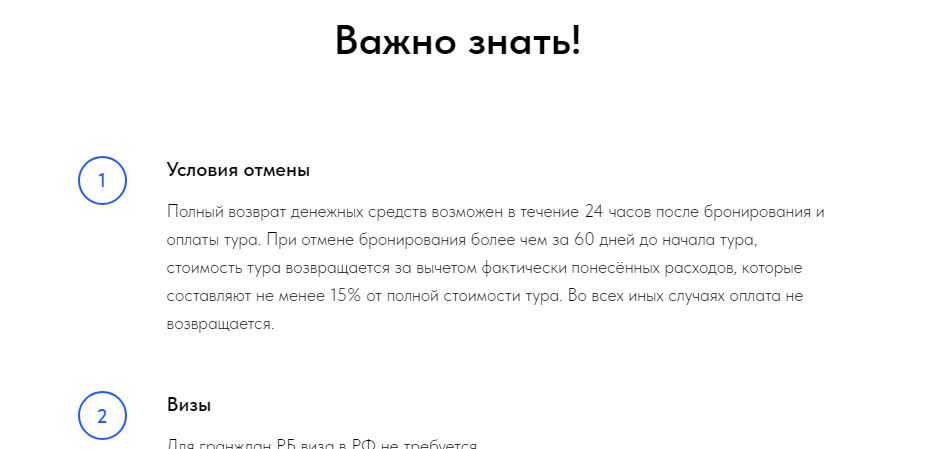 Важно знать!
1
Условия отмены
Полный возврат денежных средств возможен в течение 24 часов после бронирования и
оплаты тура. При отмене бронирования более чем за 60 дней до начала тура,
стоимость тура возвращается за вычетом фактически понесённых расходов, которые
составляют не менее 15% от полной стоимости тура. Во всех иных случаях оплата не
возвращается.
2
Визы
Для гранждан РБ виза в РФ не требуется